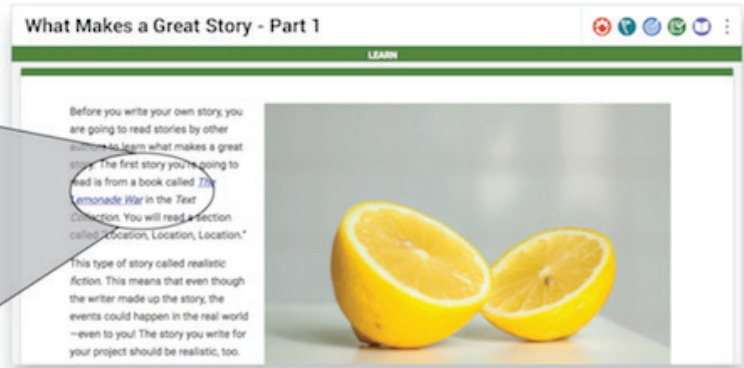 What Makes a Great Story - Part 1
LEARN
Before you write your own story, you
are going to read stories by other
authors to learn what makes a great
story. The first story you're going to
read is from a book called The
Lemonade War in the Text
Collection. You will read a section
called "Location, Location, Location."
This type of story called realistic
fiction. This means that even though
the writer made up the story, the
events could happen in the real world
—even to you! The story you write for
your project should be realistic, too.